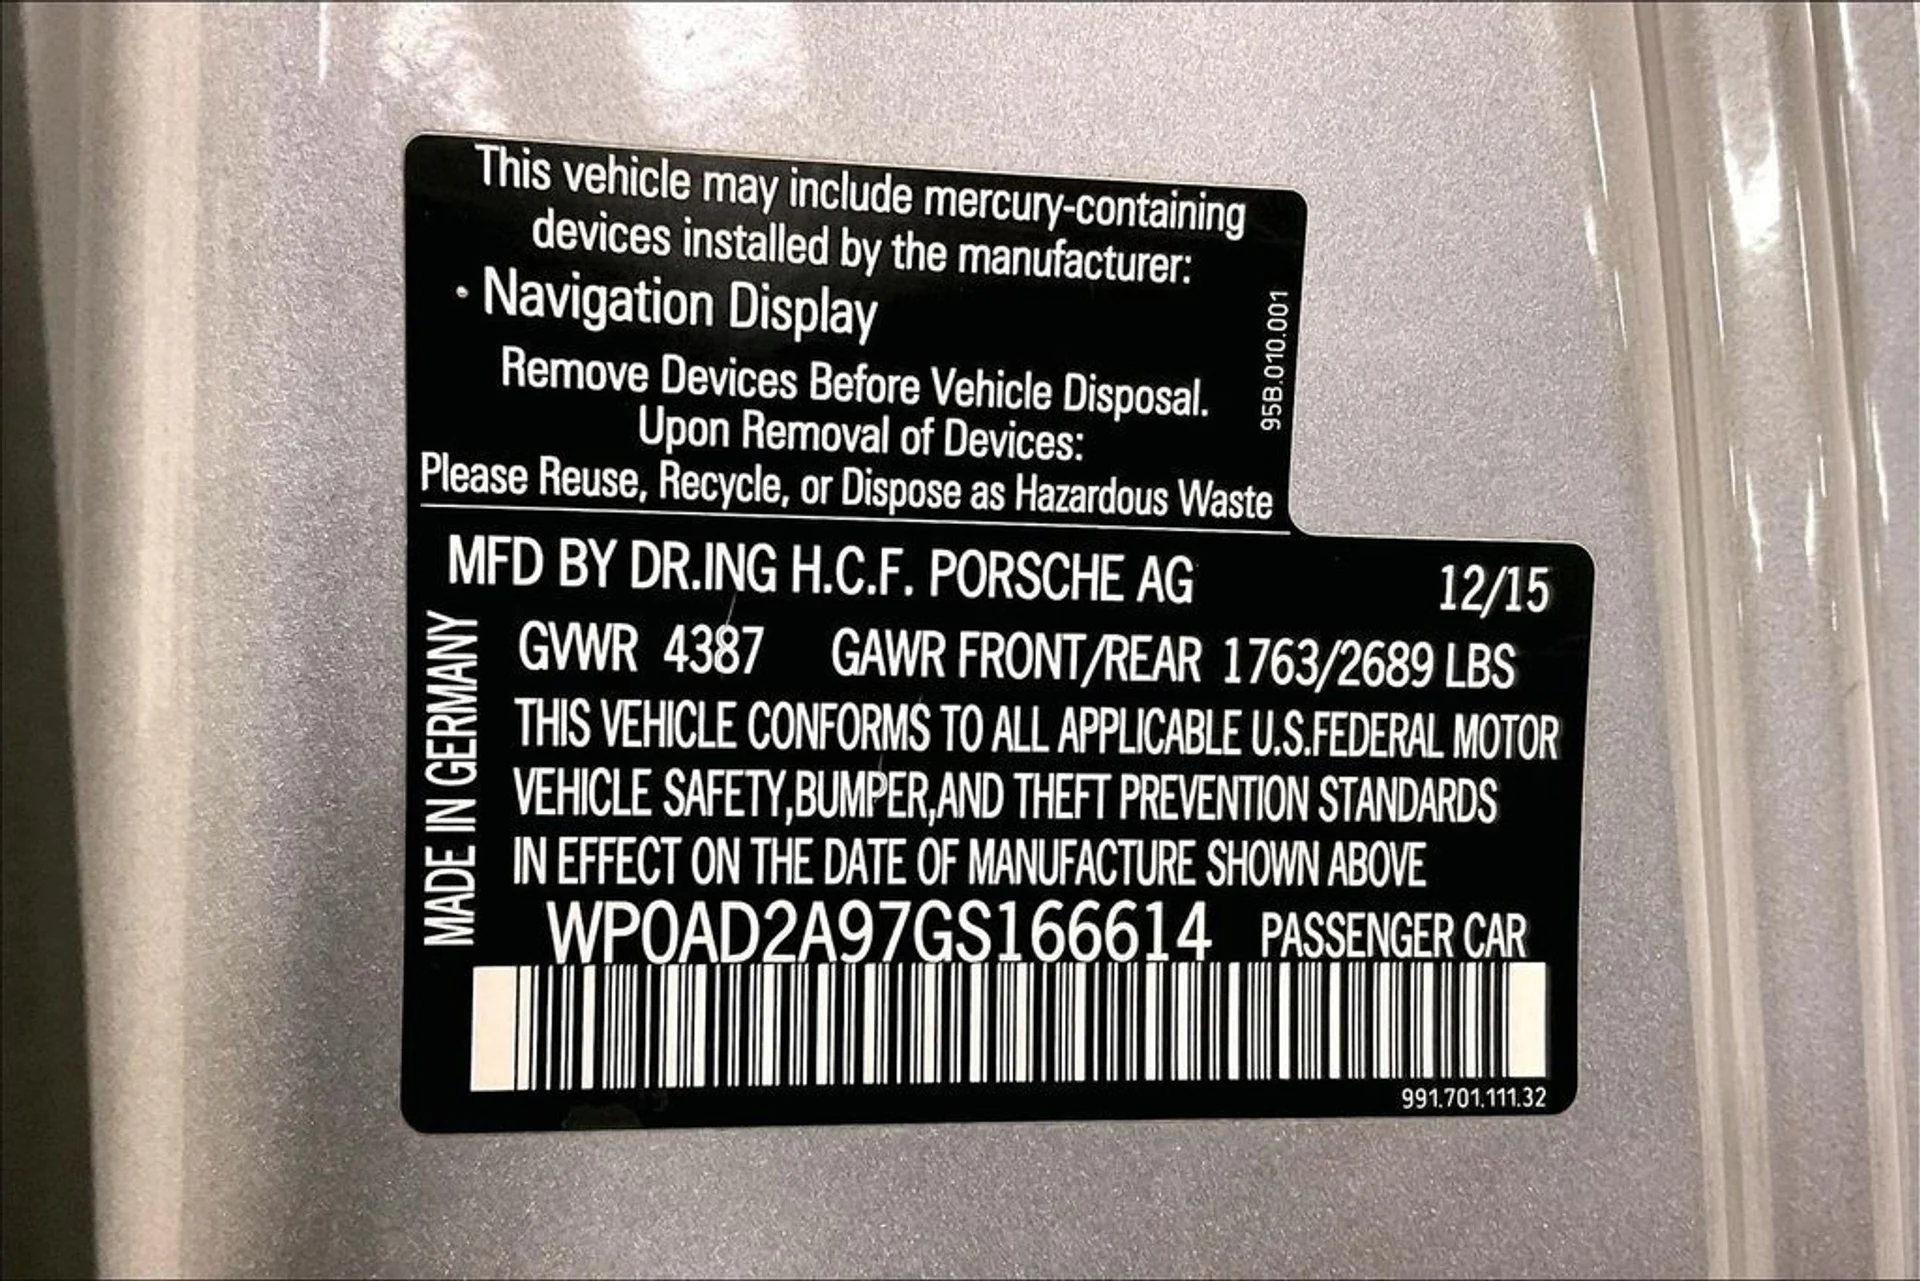 This vehicle may include mercury-containing
devices installed by the manufacturer:
• Navigation Display
Remove Devices Before Vehicle Disposal.
Upon Removal of Devices:
Please Reuse, Recycle, or Dispose as Hazardous Waste
95B.010.001
MFD BY DR.ING H.C.F. PORSCHE AG 12/15
GVWR 4387 GAWR FRONT/REAR 1763/2689 LBS
THIS VEHICLE CONFORMS TO ALL APPLICABLE U.S.FEDERAL MOTOR
VEHICLE SAFETY,BUMPER,AND THEFT PREVENTION STANDARDS
IN EFFECT ON THE DATE OF MANUFACTURE SHOWN ABOVE
MADE IN GERMANY
WP0AD2A97GS166614 PASSENGER CAR
991.701.111.32